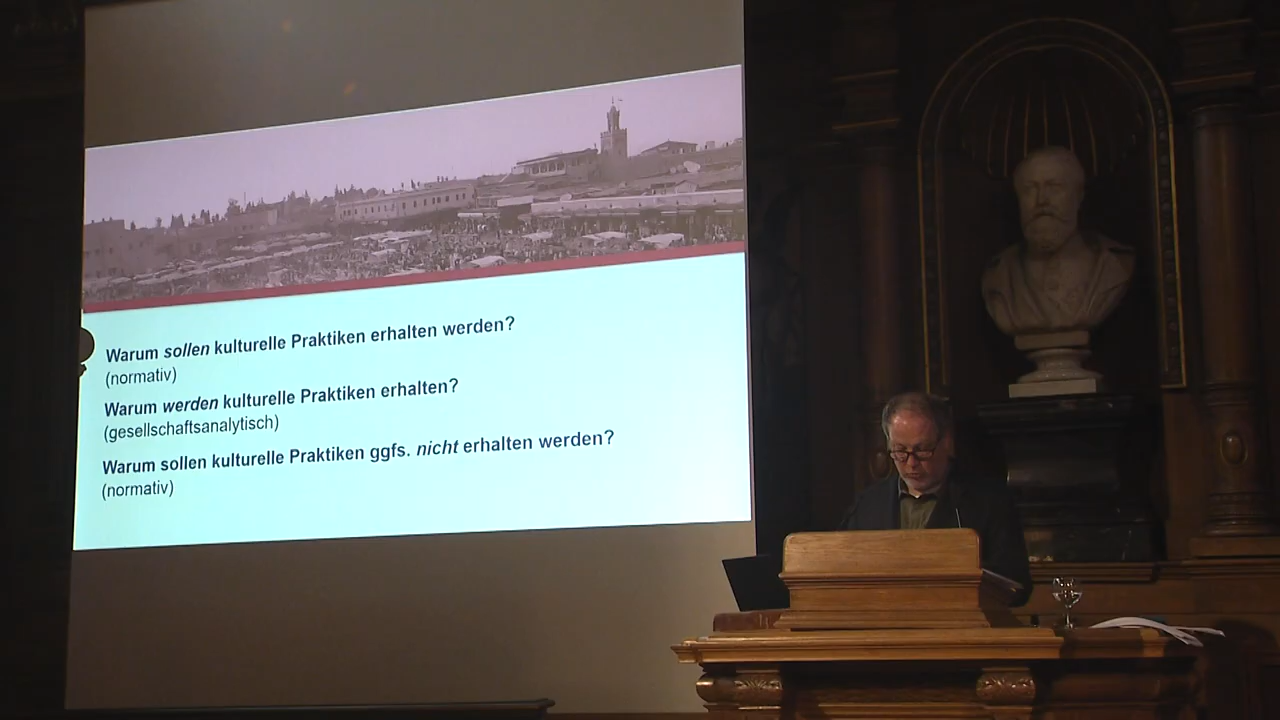 Warum sollen kulturelle Praktiken erhalten werden?
(normativ)
Warum werden kulturelle Praktiken erhalten?
(gesellschaftsanalytisch)
Warum sollen kulturelle Praktiken ggfs. nicht erhalten werden?
(normativ)